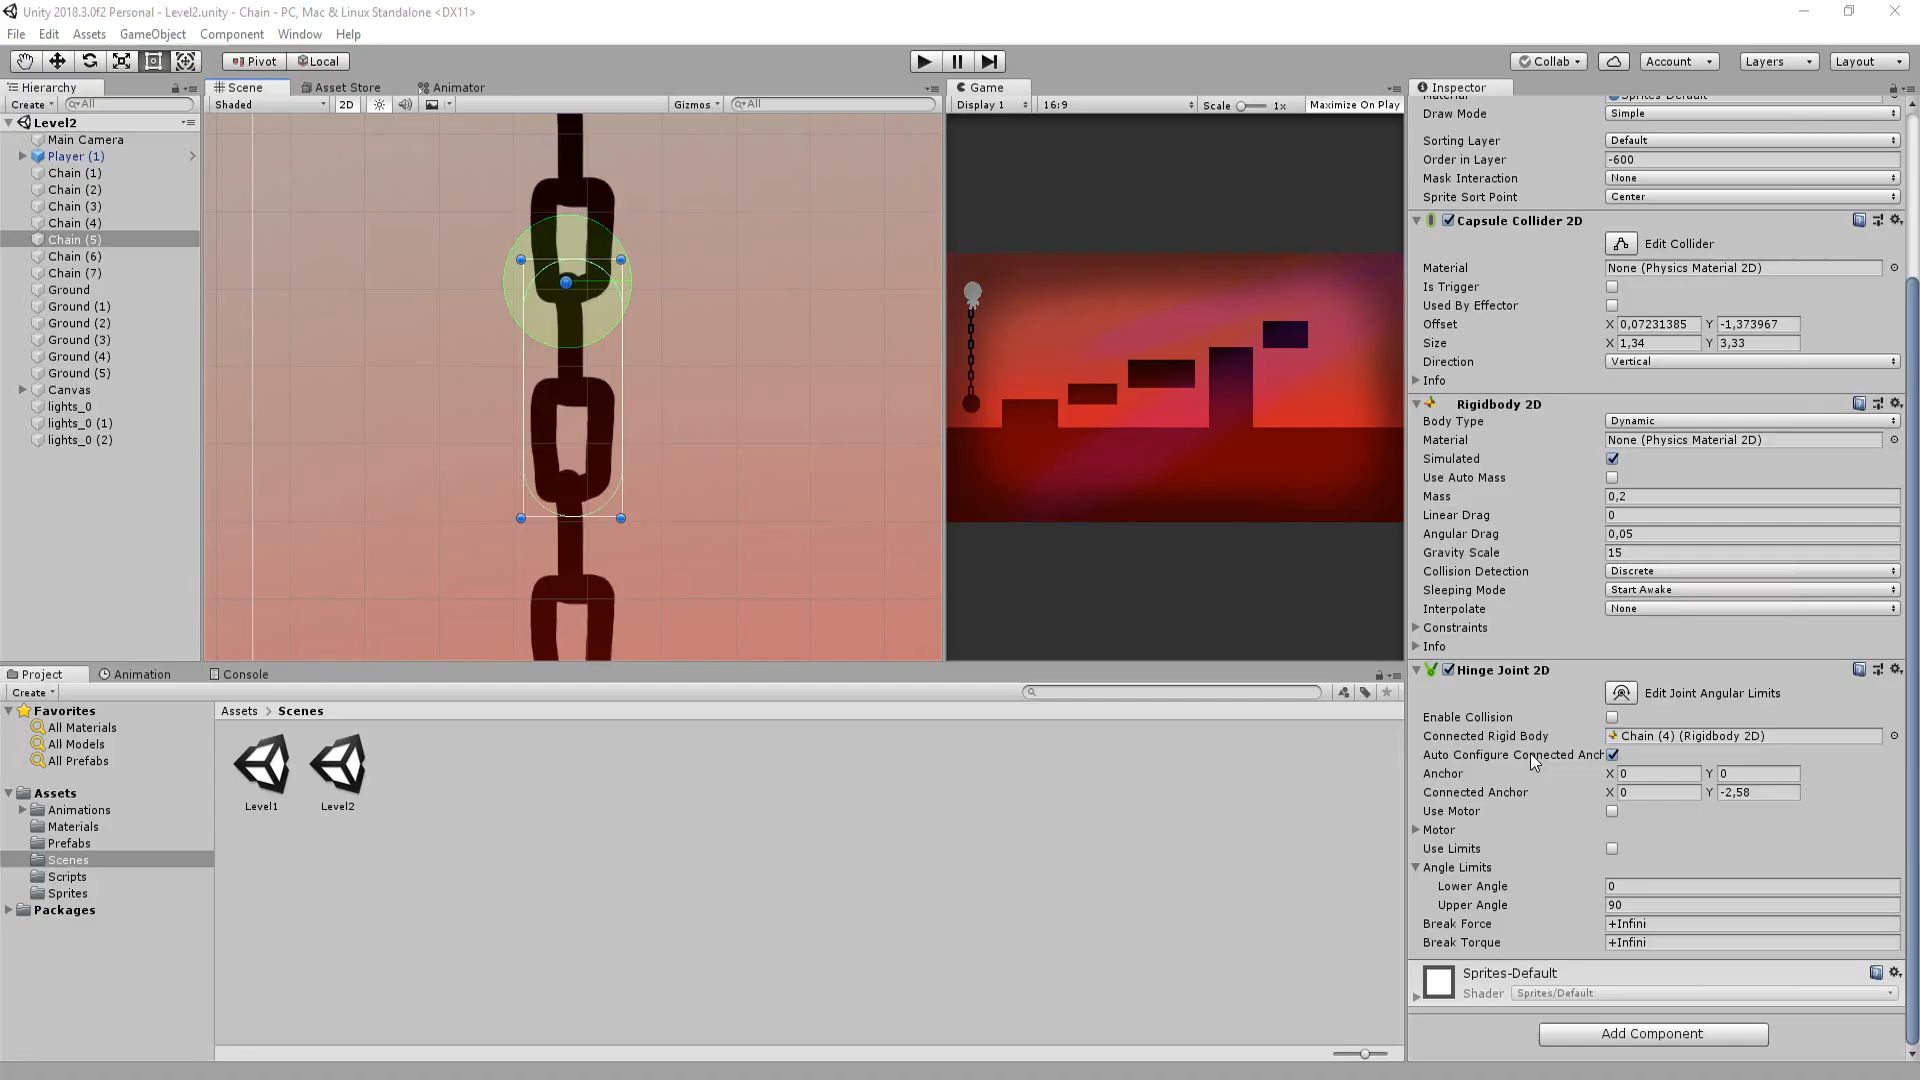 Unity 2018.3.0f2 Personal - Level2.unity - Chain - PC, Mac & Linux Standalone <DX11>
File Edit Assets GameObject Component Window Help
Pivot Local Collab Account Layers Layout
Hierarchy
Create All
Level2
Main Camera
Player (1)
Chain (1)
Chain (2)
Chain (3)
Chain (4)
Chain (5)
Chain (6)
Chain (7)
Ground
Ground (1)
Ground (2)
Ground (3)
Ground (4)
Ground (5)
Canvas
lights_0
lights_0 (1)
lights_0 (2)
Scene Asset Store Animator
Shaded 2D Gizmos All
Game
Display 1 16:9 Scale 1x Maximize On Play
Inspector
Material Sprites-Default
Draw Mode Simple
Sorting Layer Default
Order in Layer -600
Mask Interaction None
Sprite Sort Point Center
Capsule Collider 2D
Edit Collider
Material None (Physics Material 2D)
Is Trigger
Used By Effector
Offset X 0,07231385 Y -1,373967
Size X 1,34 Y 3,33
Direction Vertical
Info
Rigidbody 2D
Body Type Dynamic
Material None (Physics Material 2D)
Simulated
Use Auto Mass
Mass 0,2
Linear Drag 0
Angular Drag 0,05
Gravity Scale 15
Collision Detection Discrete
Sleeping Mode Start Awake
Interpolate None
Constraints
Info
Hinge Joint 2D
Edit Joint Angular Limits
Enable Collision
Connected Rigid Body Chain (4) (Rigidbody 2D)
Auto Configure Connected Anch
Anchor X 0 Y 0
Connected Anchor X 0 Y -2,58
Use Motor
Motor
Use Limits
Angle Limits
Lower Angle 0
Upper Angle 90
Break Force +Infini
Break Torque +Infini
Sprites-Default
Shader Sprites/Default
Add Component
Project Animation Console
Create
Favorites
All Materials
All Models
All Prefabs
Assets
Animations
Materials
Prefabs
Scenes
Scripts
Sprites
Packages
Assets > Scenes
Level1 Level2